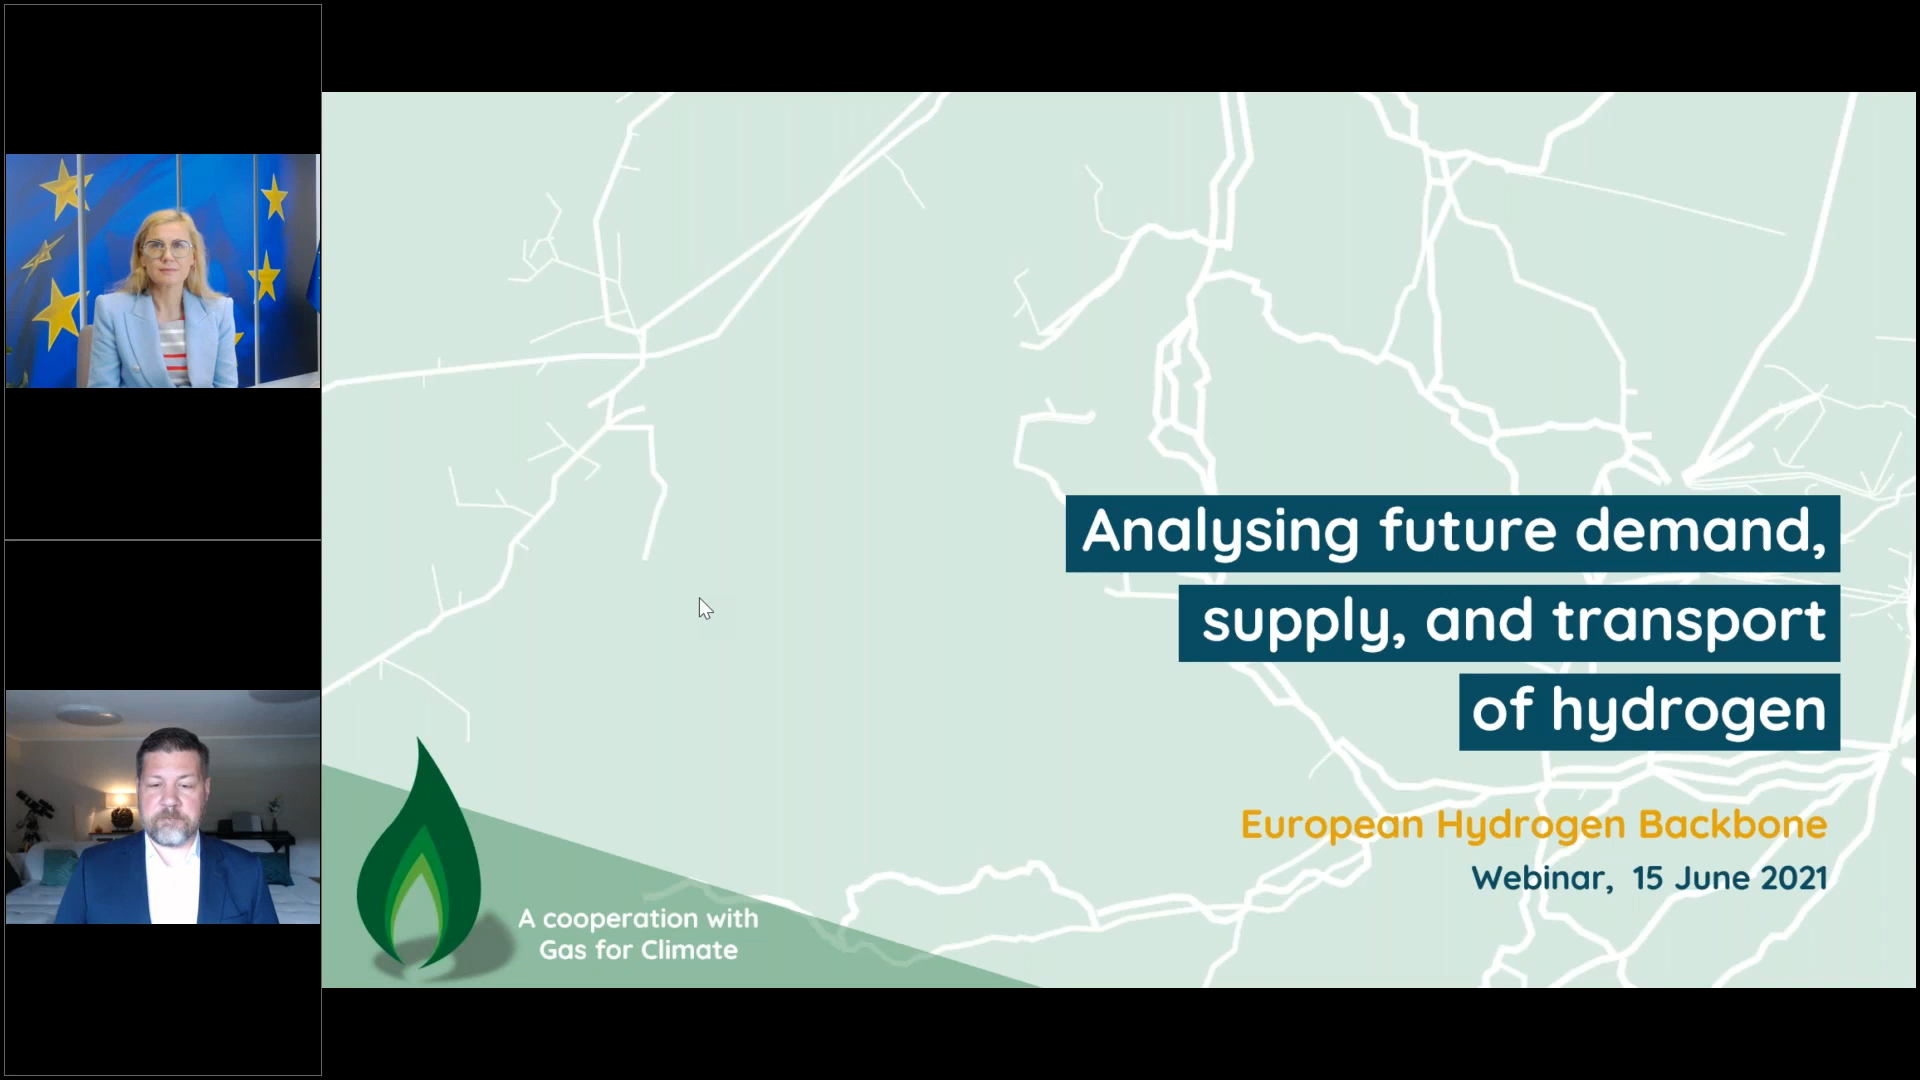 Analysing future demand,
supply, and transport
of hydrogen
European Hydrogen Backbone
Webinar, 15 June 2021
A cooperation with
Gas for Climate